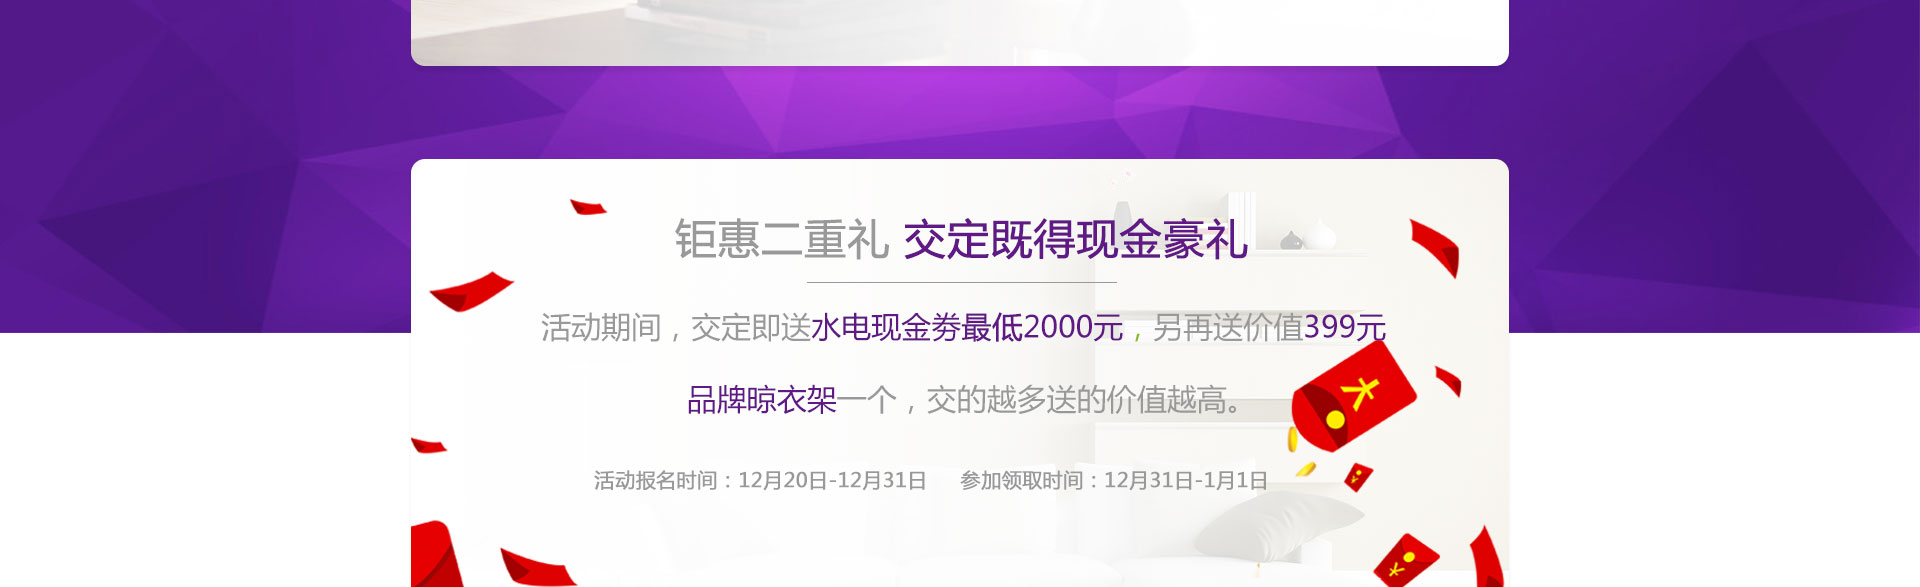 钜惠二重礼 交定既得现金豪礼
活动期间，交定即送水电现金券最低2000元，另再送价值399元
品牌晾衣架一个，交的越多送的价值越高。
大
活动报名时间：12月20日-12月31日 参加领取时间：12月31日-1月1日